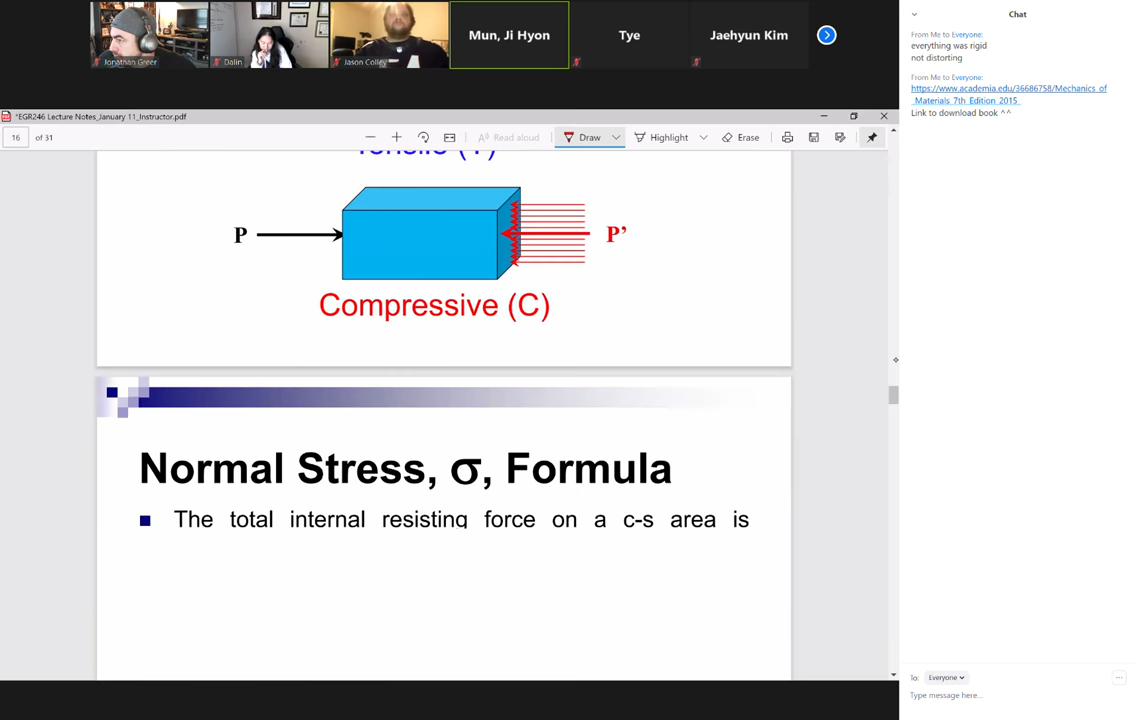 Jonathan Greer
Dalin
Jason Colley
Mun, Ji Hyon
Tye
Jaehyun Kim
*EGR246 Lecture Notes_January 11_Instructor.pdf
16 of 31
Read aloud
Draw
Highlight
Erase
Tensile (T)
P
P’
Compressive (C)
Normal Stress, σ, Formula
The total internal resisting force on a c-s area is
Chat
From Me to Everyone:
everything was rigid
not distorting
From Me to Everyone:
https://www.academia.edu/36686758/Mechanics_of
_Materials_7th_Edition_2015_
Link to download book ^^
To: Everyone
Type message here...